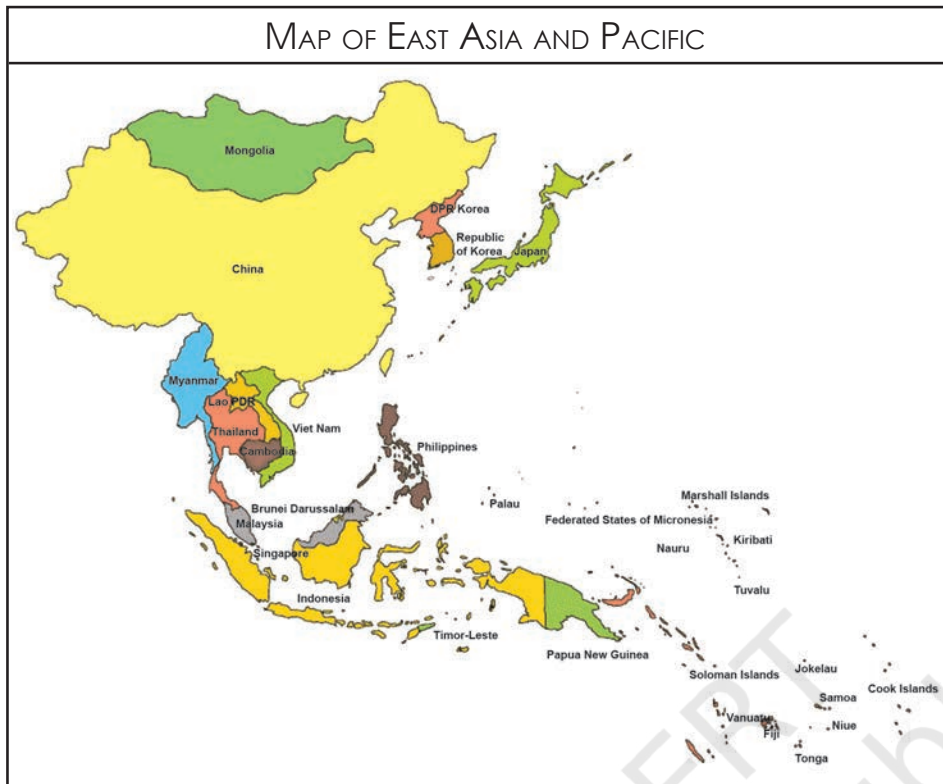 MAP OF EAST ASIA AND PACIFIC
Mongolia
DPR Korea
Republic
of Korea
Japan
China
Myanmar
Lao PDR
Thailand
Viet Nam
Cambodia
Philippines
Brunei Darussalam
Malaysia
Singapore
Indonesia
Palau
Marshall Islands
Federated States of Micronesia
Kiribati
Nauru
Tuvalu
Timor-Leste
Papua New Guinea
Soloman Islands
Jokelau
Samoa
Cook Islands
Vanuatu
Fiji
Niue
Tonga